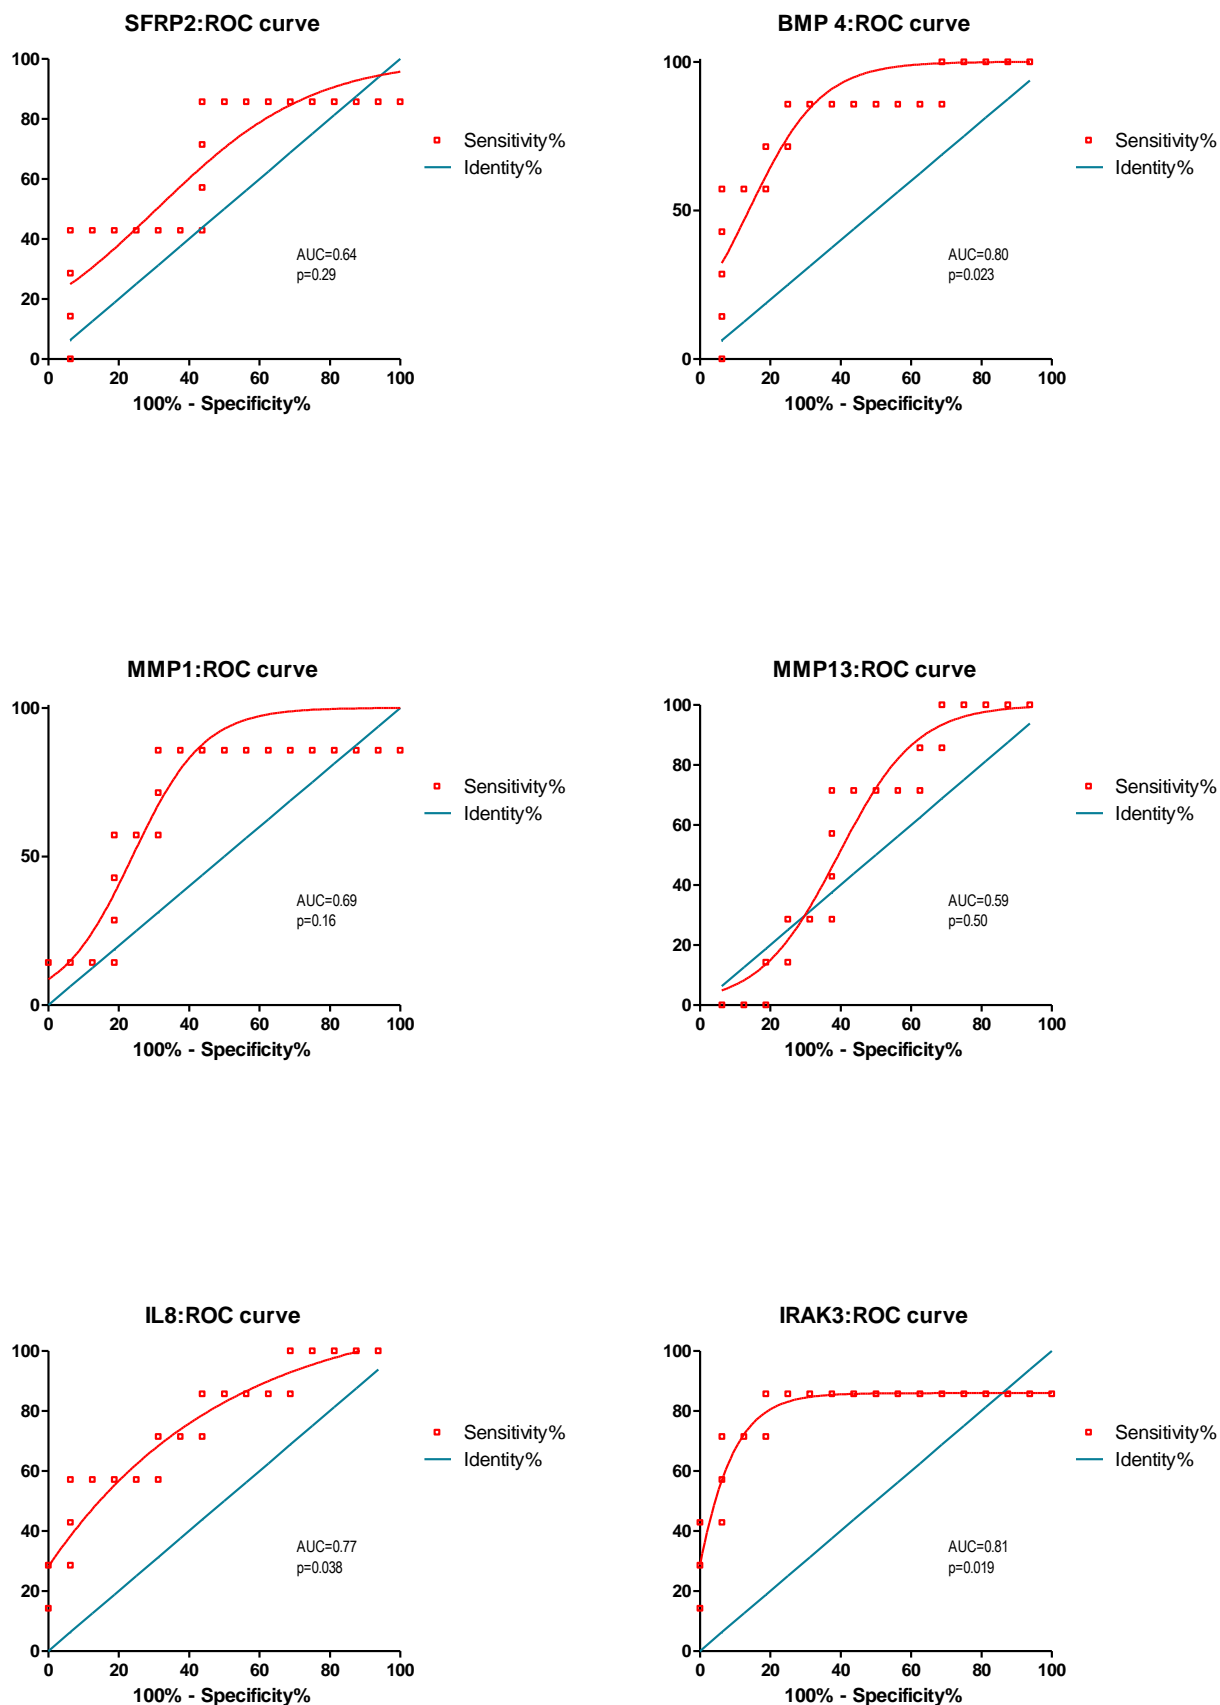 SFRP2:ROC curve
100
80
60
40
20
0
0 20 40 60 80 100
100% - Specificity%
Sensitivity%
Identity%
AUC=0.64
p=0.29
BMP 4:ROC curve
100
50
0
0 20 40 60 80 100
100% - Specificity%
Sensitivity%
Identity%
AUC=0.80
p=0.023
MMP1:ROC curve
100
50
0
0 20 40 60 80 100
100% - Specificity%
Sensitivity%
Identity%
AUC=0.69
p=0.16
MMP13:ROC curve
100
80
60
40
20
0
0 20 40 60 80 100
100% - Specificity%
Sensitivity%
Identity%
AUC=0.59
p=0.50
IL8:ROC curve
100
80
60
40
20
0
0 20 40 60 80 100
100% - Specificity%
Sensitivity%
Identity%
AUC=0.77
p=0.038
IRAK3:ROC curve
100
80
60
40
20
0
0 20 40 60 80 100
100% - Specificity%
Sensitivity%
Identity%
AUC=0.81
p=0.019